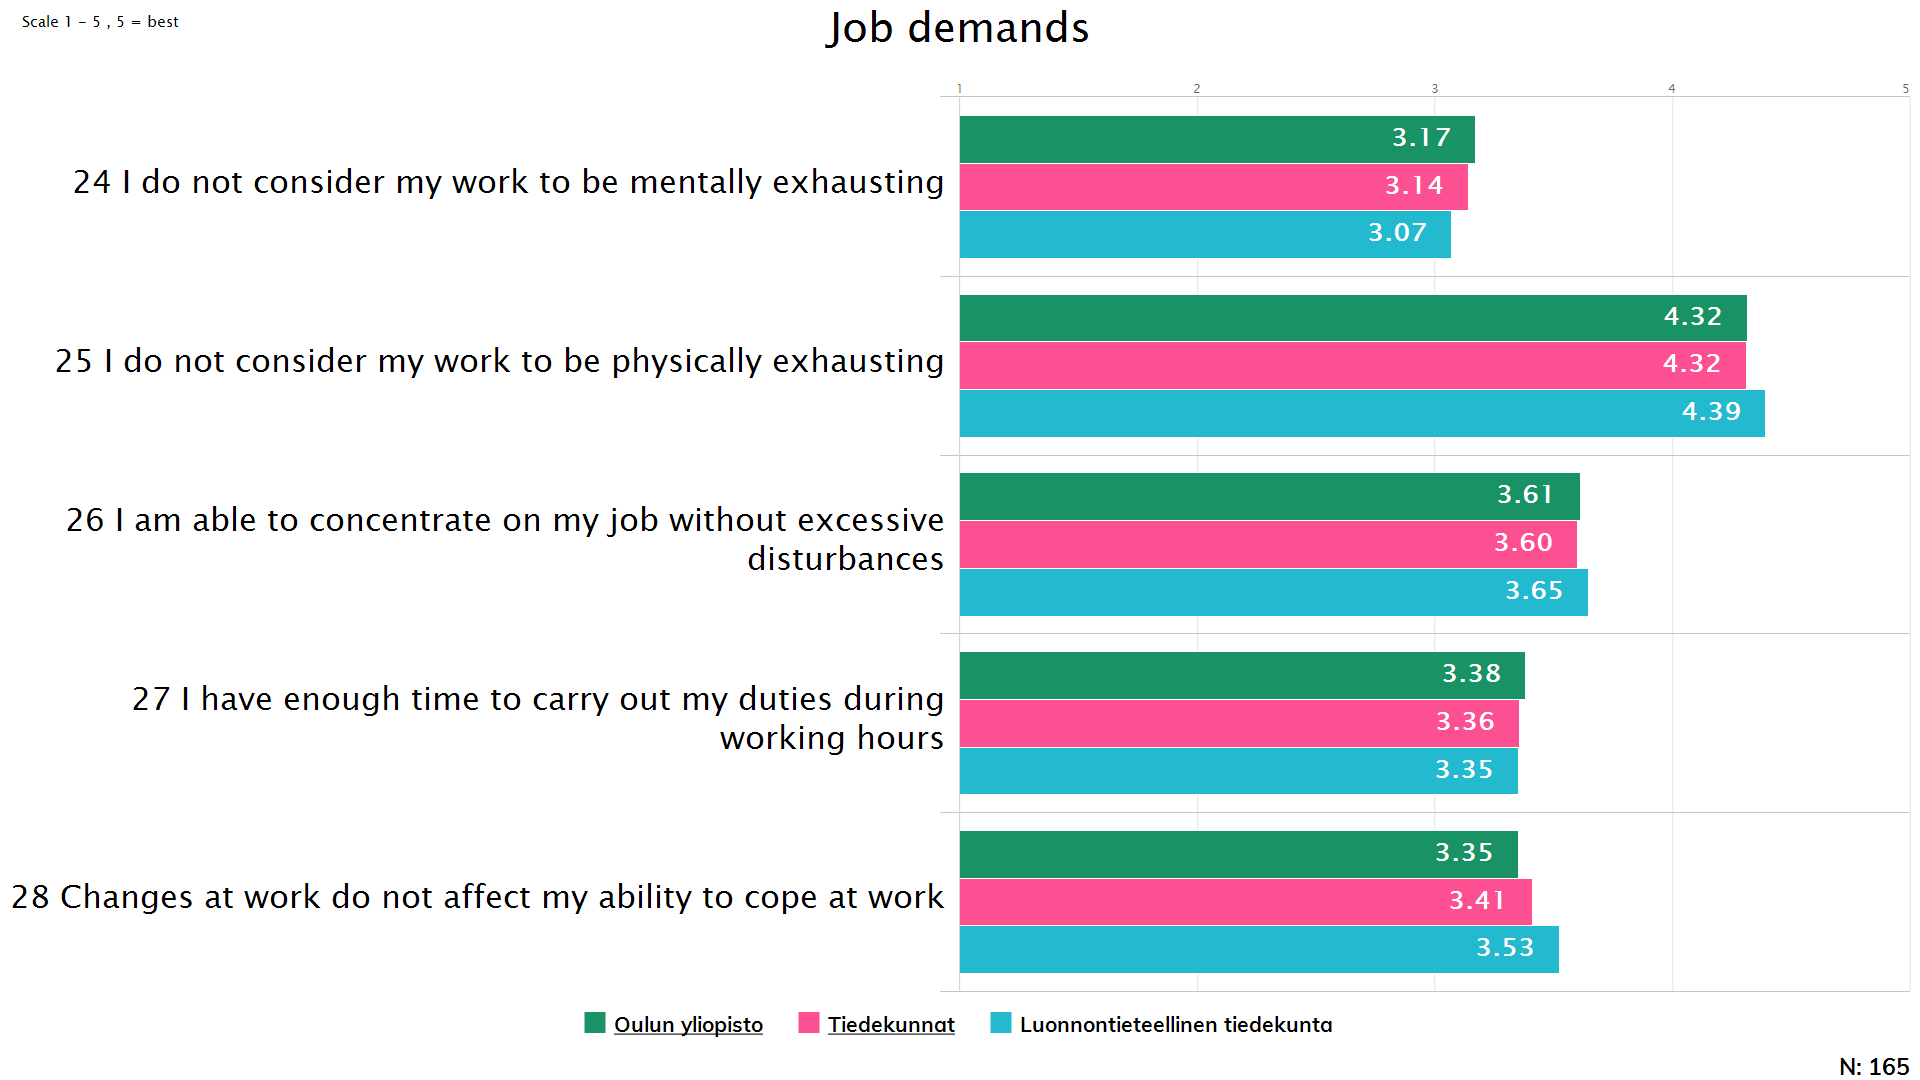 Scale 1 - 5 , 5 = best
Job demands
1 2 3 4 5
24 I do not consider my work to be mentally exhausting
3.17
3.14
3.07
25 I do not consider my work to be physically exhausting
4.32
4.32
4.39
26 I am able to concentrate on my job without excessive
disturbances
3.61
3.60
3.65
27 I have enough time to carry out my duties during
working hours
3.38
3.36
3.35
28 Changes at work do not affect my ability to cope at work
3.35
3.41
3.53
Oulun yliopisto Tiedekunnat Luonnontieteellinen tiedekunta
N: 165